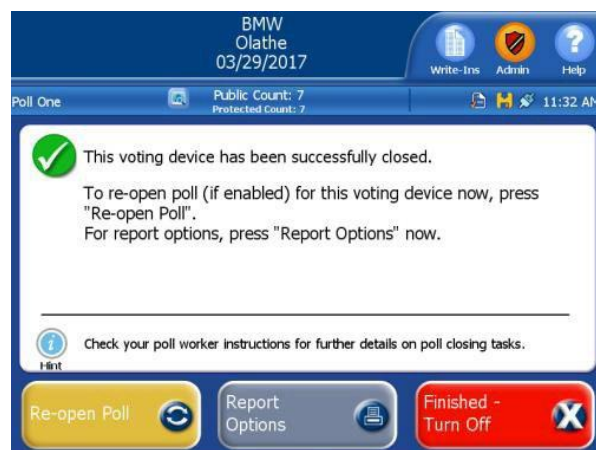 BMW
Olathe
03/29/2017
Write-Ins
Admin
Help
Poll One
Public Count: 7
Protected Count: 7
11:32 AM
This voting device has been successfully closed.
To re-open poll (if enabled) for this voting device now, press
"Re-open Poll".
For report options, press "Report Options" now.
Hint
Check your poll worker instructions for further details on poll closing tasks.
Re-open Poll
Report
Options
Finished -
Turn Off